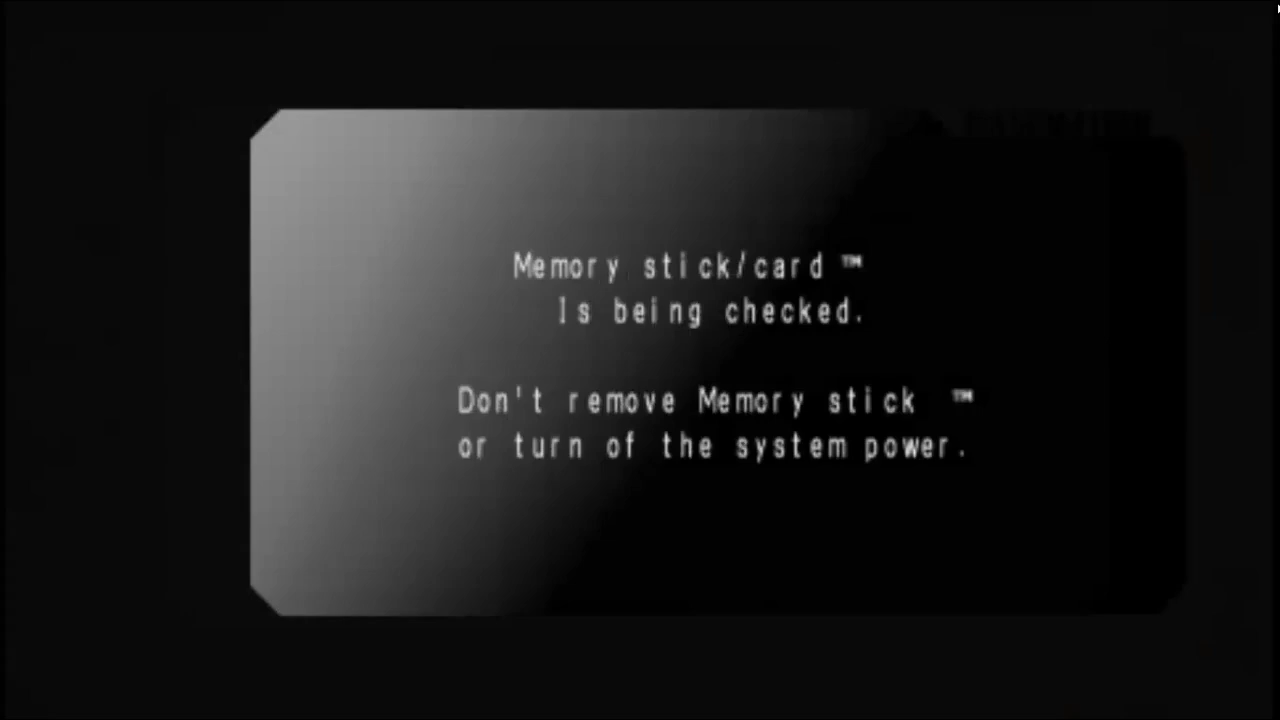 Memory stick/card ™
Is being checked.
Don't remove Memory stick ™
or turn of the system power.